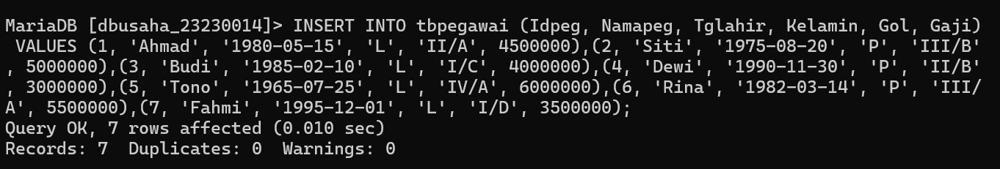 MariaDB [dbusaha_23230014]> INSERT INTO tbpegawai (Idpeg, Namapeg, Tglahir, Kelamin, Gol, Gaji)
VALUES (1, 'Ahmad', '1980-05-15', 'L', 'II/A', 4500000),(2, 'Siti', '1975-08-20', 'P', 'III/B'
, 5000000),(3, 'Budi', '1985-02-10', 'L', 'I/C', 4000000),(4, 'Dewi', '1990-11-30', 'P', 'II/B'
, 3000000),(5, 'Tono', '1965-07-25', 'L', 'IV/A', 6000000),(6, 'Rina', '1982-03-14', 'P', 'III/
A', 5500000),(7, 'Fahmi', '1995-12-01', 'L', 'I/D', 3500000);
Query OK, 7 rows affected (0.010 sec)
Records: 7  Duplicates: 0  Warnings: 0